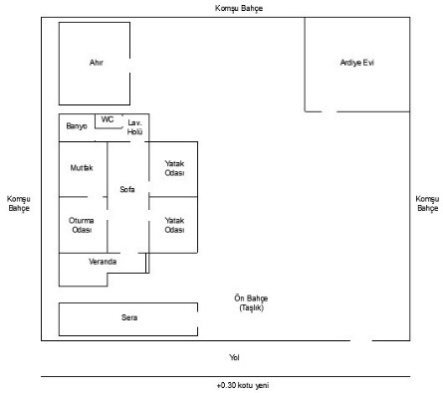 Komşu Bahçe
Ahır
Ardiye Evi
WC
Banyo
Lav.
Holü
Mutfak
Yatak
Odası
Sofa
Komşu
Bahçe
Komşu
Bahçe
Oturma
Odası
Yatak
Odası
Veranda
Ön Bahçe
(Taşlık)
Sera
Yol
+0.30 kotu yeni